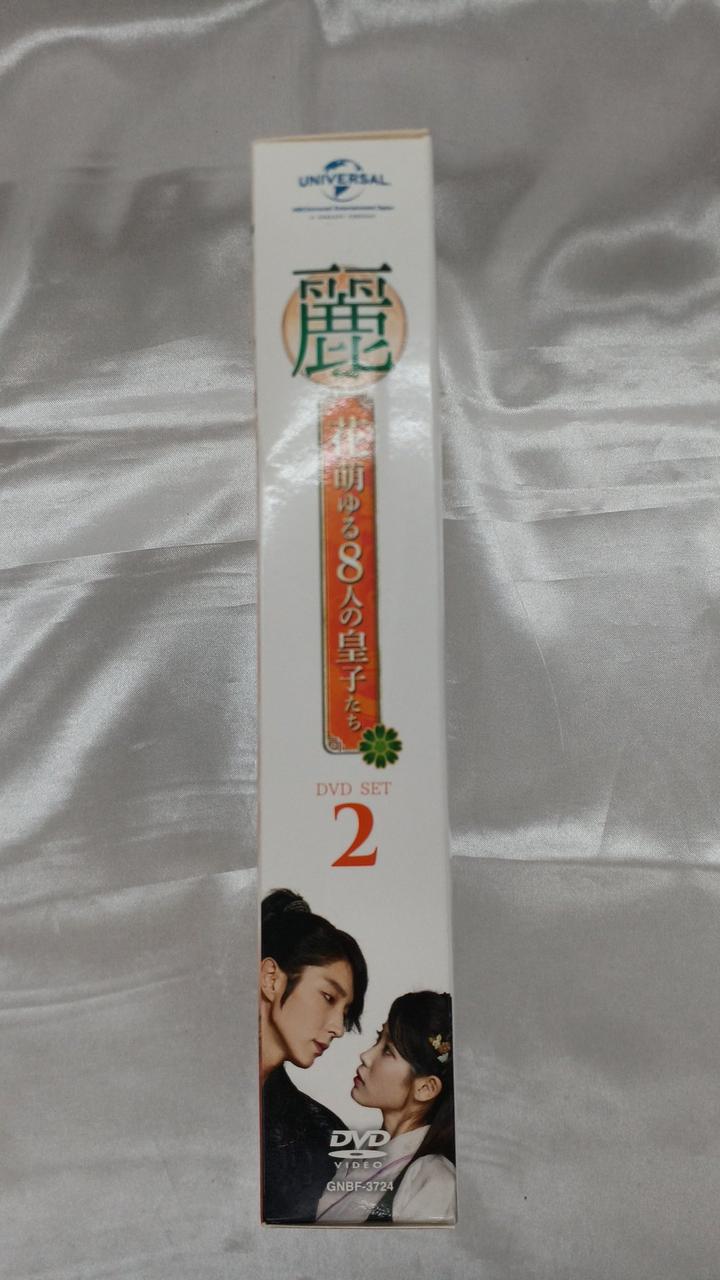 UNIVERSAL
麗
花萌ゆる8人の皇子たち
DVD SET
2
DVD
VIDEO
GNBF-3724